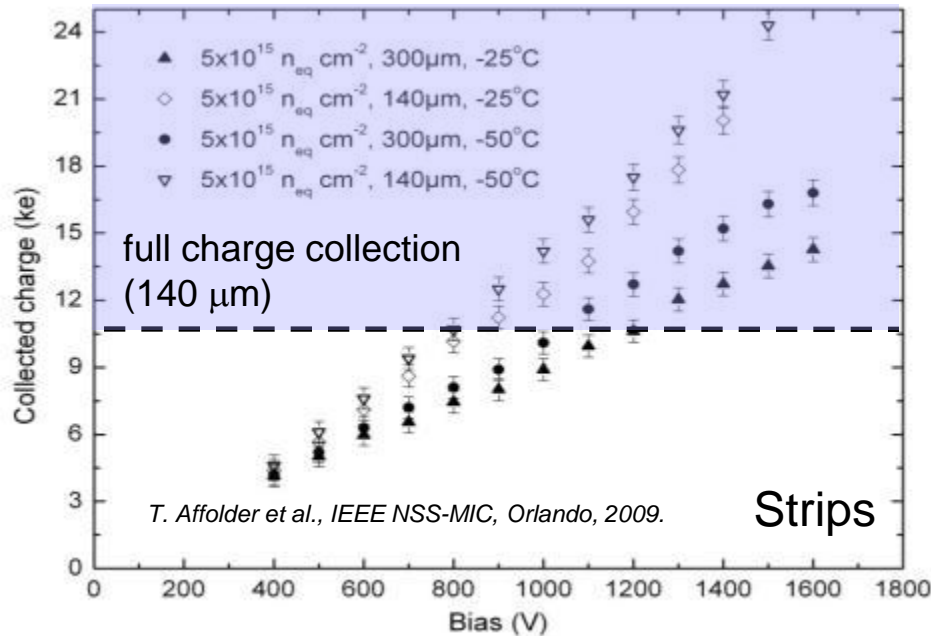 24
21
18
15
12
9
6
3
0
Collected charge (ke)
▲ 5x10¹⁵ n_eq cm⁻², 300µm, -25°C
◇ 5x10¹⁵ n_eq cm⁻², 140µm, -25°C
● 5x10¹⁵ n_eq cm⁻², 300µm, -50°C
▽ 5x10¹⁵ n_eq cm⁻², 140µm, -50°C
full charge collection
(140 µm)
T. Affolder et al., IEEE NSS-MIC, Orlando, 2009.
Strips
0 200 400 600 800 1000 1200 1400 1600 1800
Bias (V)